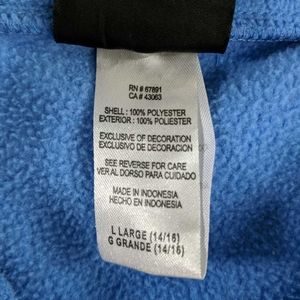 RN # 67891
CA # 43063
SHELL : 100% POLYESTER
EXTERIOR : 100% POLIESTER
EXCLUSIVE OF DECORATION
EXCLUSIVO DE DECORACION
SEE REVERSE FOR CARE
VER AL DORSO PARA CUIDADO
MADE IN INDONESIA
HECHO EN INDONESIA
L LARGE (14/16)
G GRANDE (14/16)